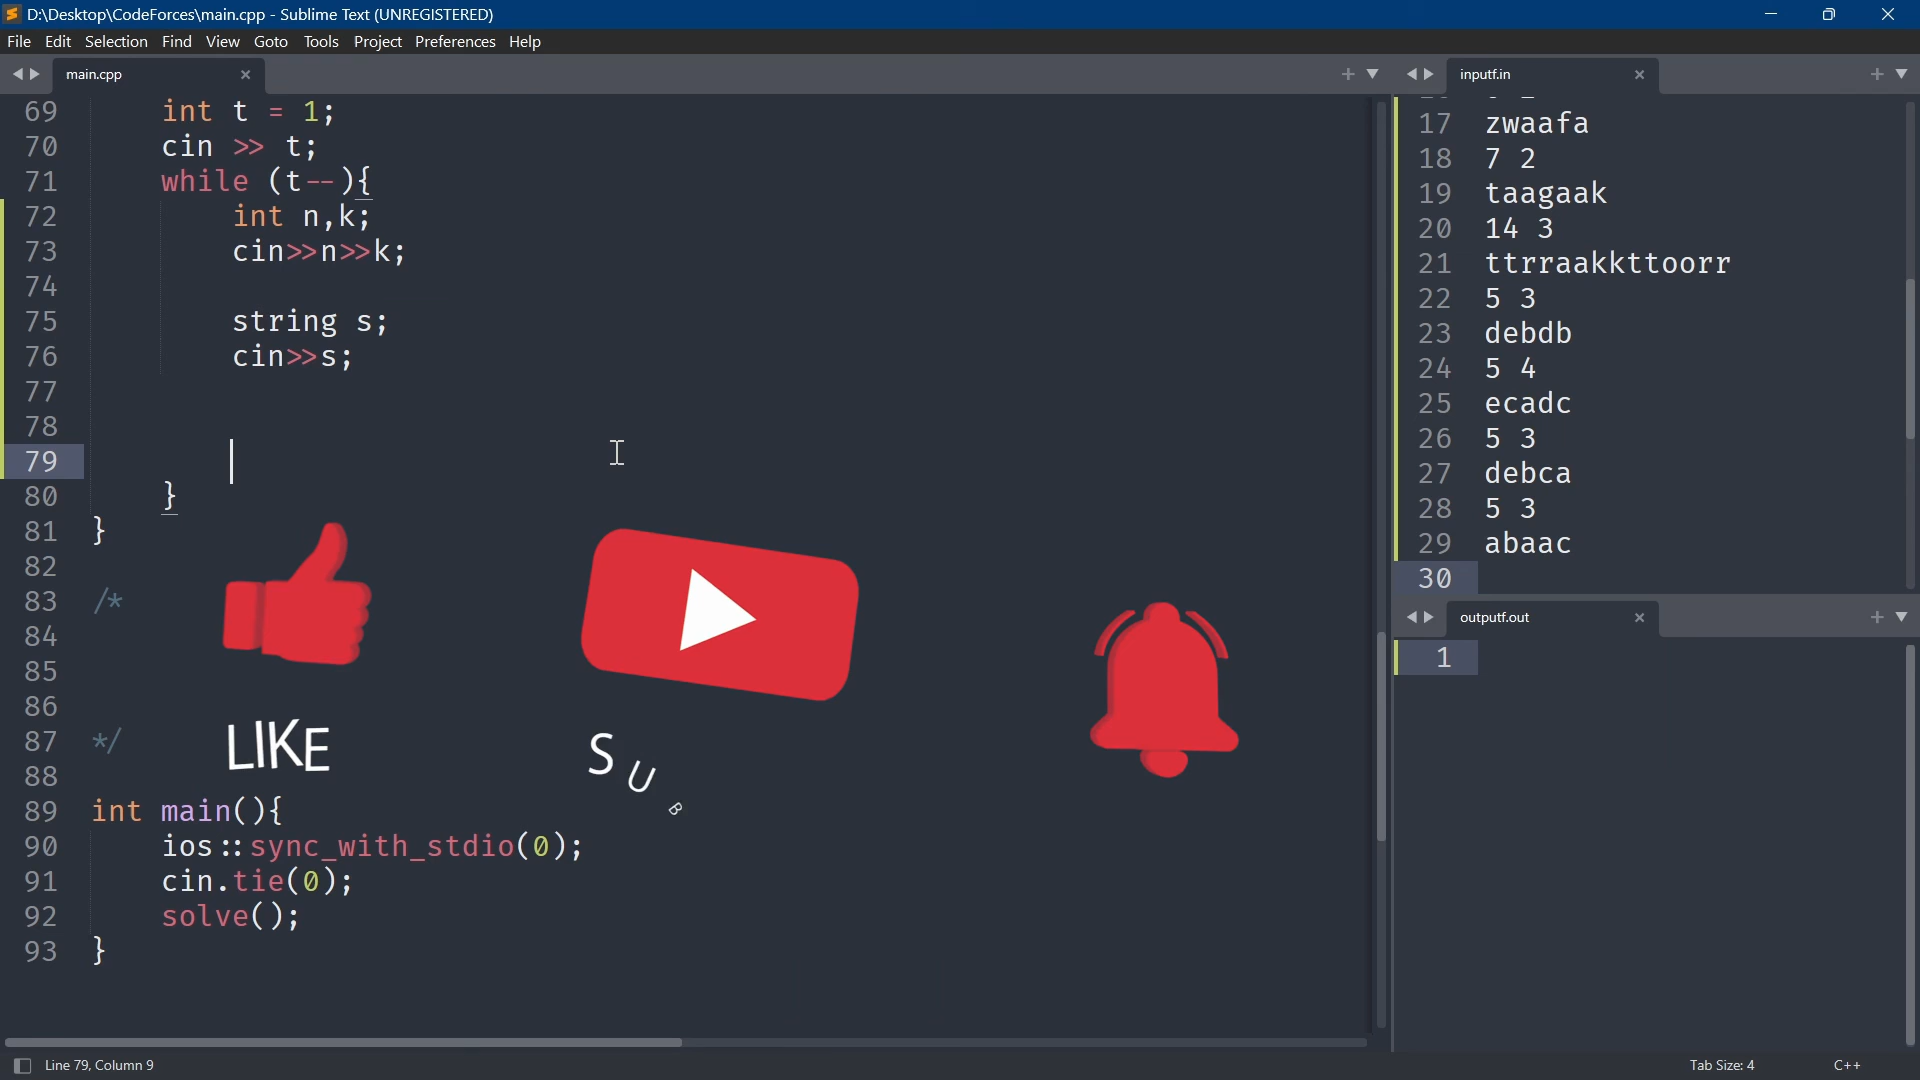 D:\Desktop\CodeForces\main.cpp - Sublime Text (UNREGISTERED)
File Edit Selection Find View Goto Tools Project Preferences Help
main.cpp
69 int t = 1;
70 cin >> t;
71 while (t--){
72 int n,k;
73 cin>>n>>k;
74
75 string s;
76 cin>>s;
77
78
79
80 }
81 }
82
83 /*
84
85
86
87 */
88
89 int main(){
90 ios::sync_with_stdio(0);
91 cin.tie(0);
92 solve();
93 }
LIKE
SUB
inputf.in
17 zwaafa
18 7 2
19 taagaak
20 14 3
21 ttrraakkttoorr
22 5 3
23 debdb
24 5 4
25 ecadc
26 5 3
27 debca
28 5 3
29 abaac
30
outputf.out
1
Line 79, Column 9
Tab Size: 4
C++